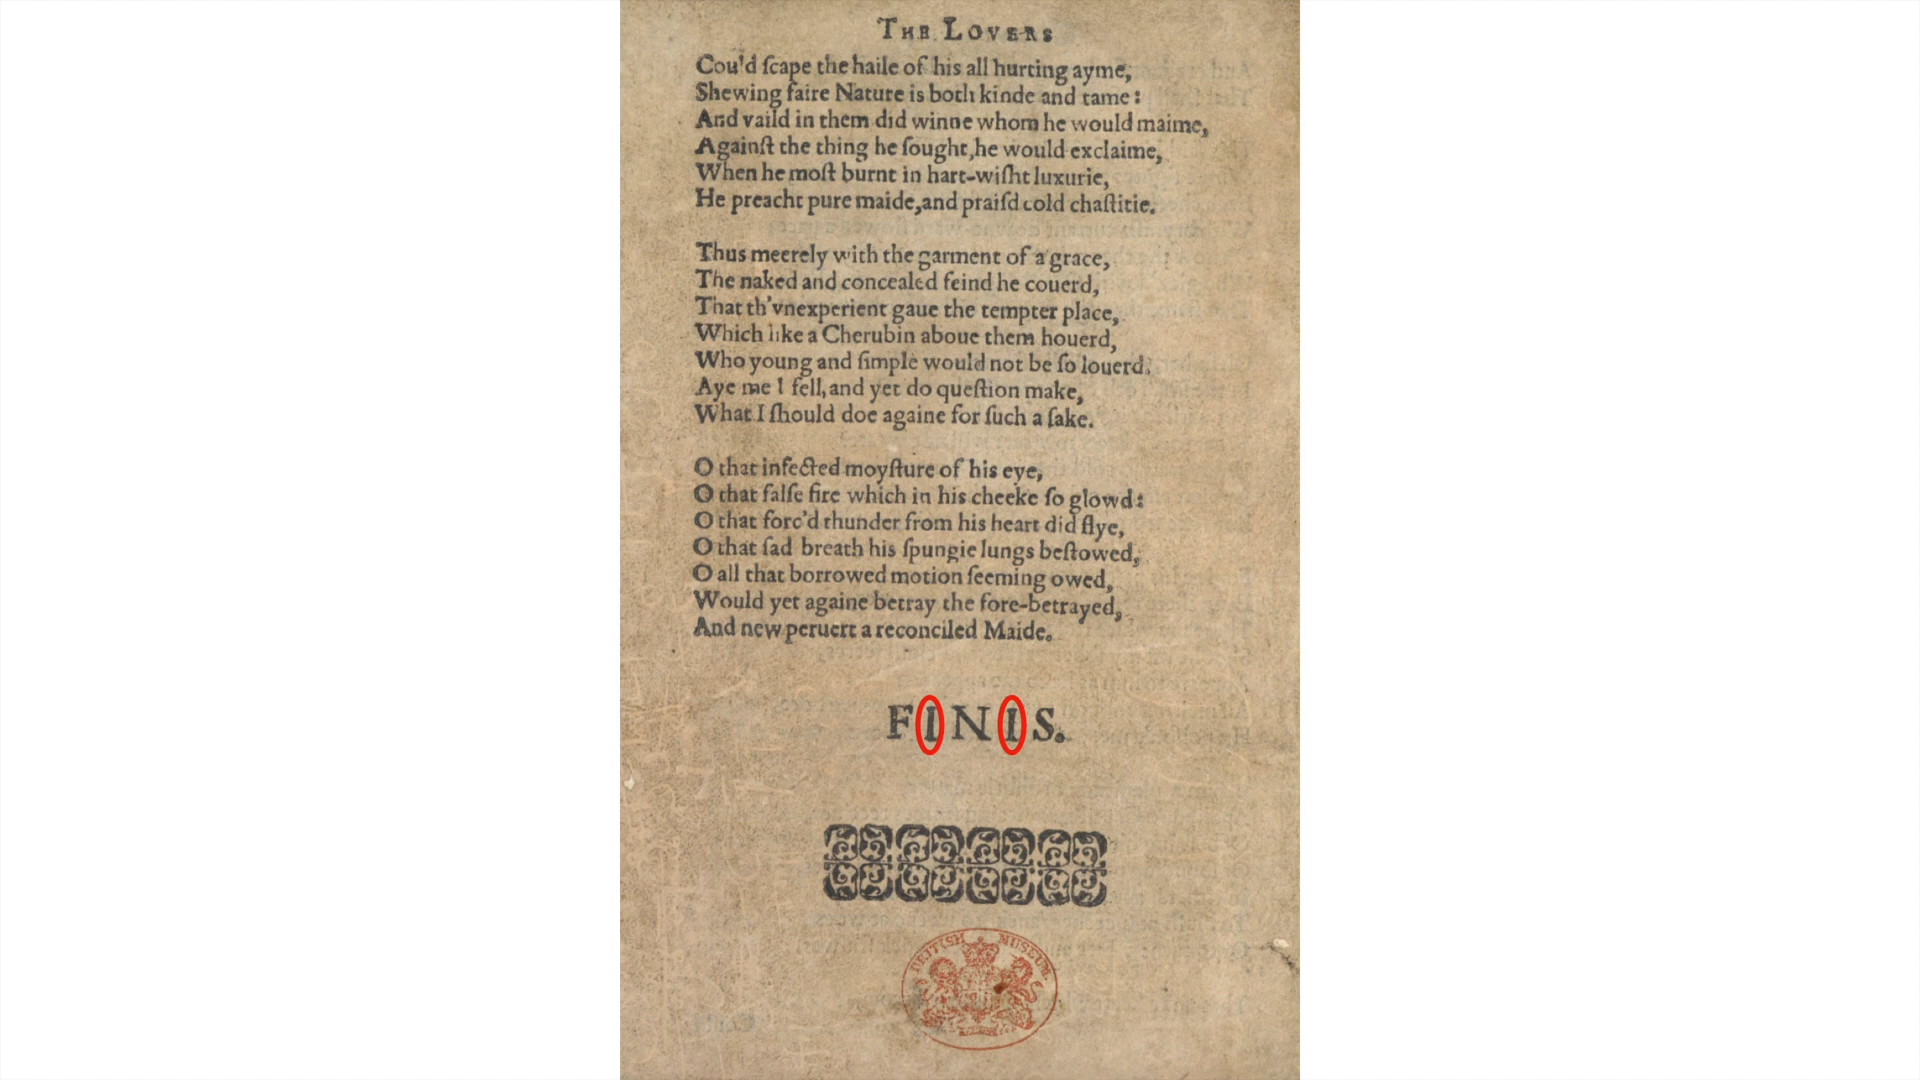 THE LOVERS
Cou'd ſcape the haile of his all hurting ayme,
Shewing faire Nature is both kinde and tame:
And vaild in them did winne whom he would maime,
Againſt the thing he ſought,he would exclaime,
When he moſt burnt in hart-wiſht luxurie,
He preacht pure maide,and praiſd cold chaſtitie.
Thus meerely with the garment of a grace,
The naked and concealed feind he couerd,
That th'vnexperient gaue the tempter place,
Which like a Cherubin aboue them houerd,
Who young and ſimple would not be ſo louerd.
Aye me I fell,and yet do queſtion make,
What I ſhould doe againe for ſuch a ſake.
O that infected moyſture of his eye,
O that falſe fire which in his cheeke ſo glowd:
O that forc'd thunder from his heart did flye,
O that ſad breath his ſpungie lungs beſtowed,
O all that borrowed motion ſeeming owed,
Would yet againe betray the fore-betrayed,
And new peruert a reconciled Maide.
FINIS.
BRITISH MUSEUM